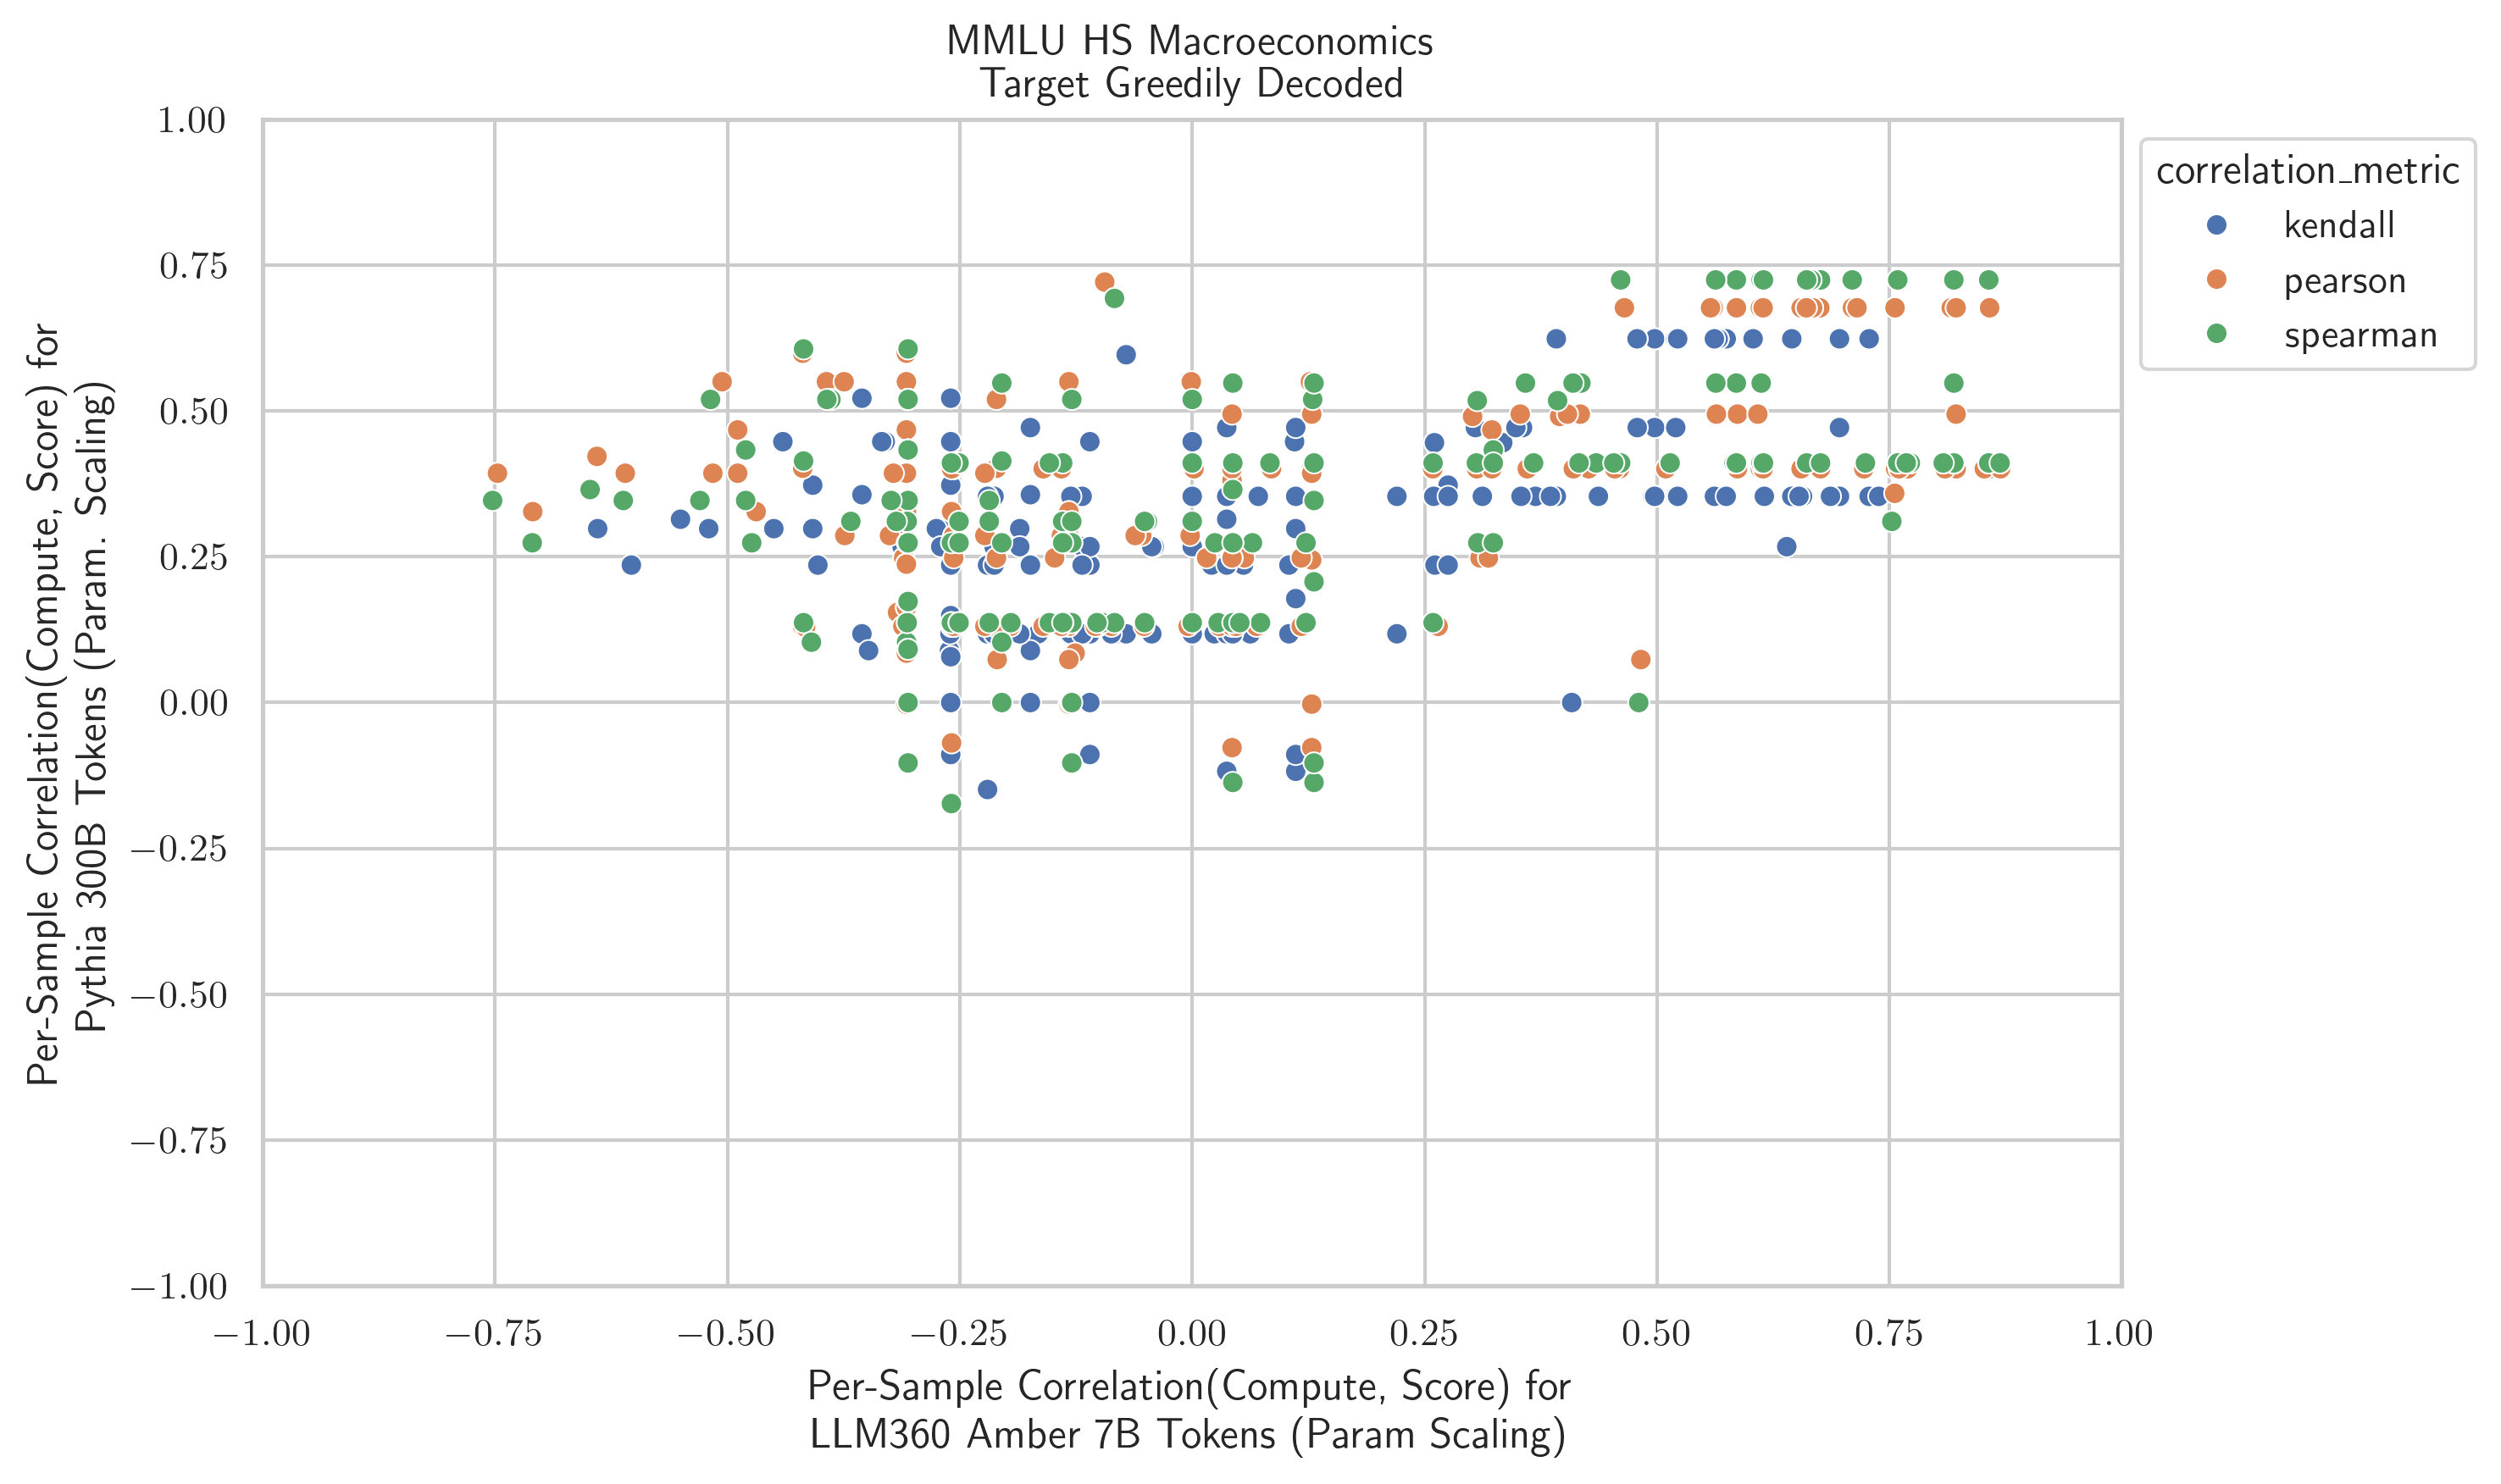 MMLU HS Macroeconomics
Target Greedily Decoded
Per-Sample Correlation(Compute, Score) for
Pythia 300B Tokens (Param. Scaling)
1.00
0.75
0.50
0.25
0.00
−0.25
−0.50
−0.75
−1.00
−1.00 −0.75 −0.50 −0.25 0.00 0.25 0.50 0.75 1.00
Per-Sample Correlation(Compute, Score) for
LLM360 Amber 7B Tokens (Param Scaling)
correlation_metric
kendall
pearson
spearman